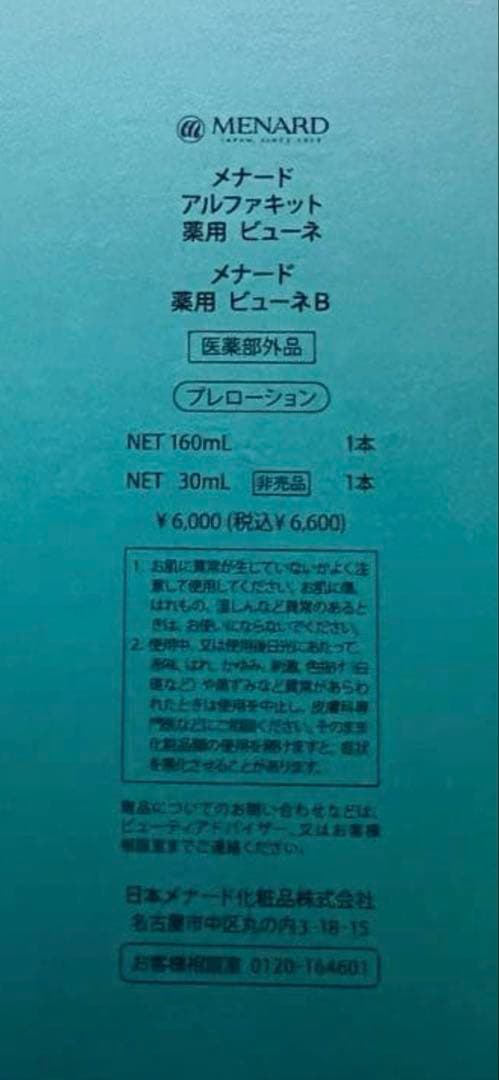 MENARD
JAPAN, SINCE 1959
メナード
アルファキット
薬用 ビューネ
メナード
薬用 ビューネB
医薬部外品
プレローション
NET 160mL 1本
NET 30mL 非売品 1本
¥6,000 (税込¥6,600)
1. お肌に異常が生じていないかよく注
意して使用してください。お肌に傷、
はれもの、湿しんなど異常のあると
きは、お使いにならないでください。
2. 使用中、又は使用後日光にあたって、
赤み、はれ、かゆみ、刺激、色抜け(白
斑など)や黒ずみなど異常があらわ
れたときは使用を中止し、皮膚科専
門医などにご相談ください。そのまま
化粧品類の使用を続けますと、症状
を悪化させることがあります。
商品についてのお問い合わせなどは、
ビューティアドバイザー、又はお客様
相談室までご連絡ください。
日本メナード化粧品株式会社
名古屋市中区丸の内3-18-15
お客様相談室 0120-164601